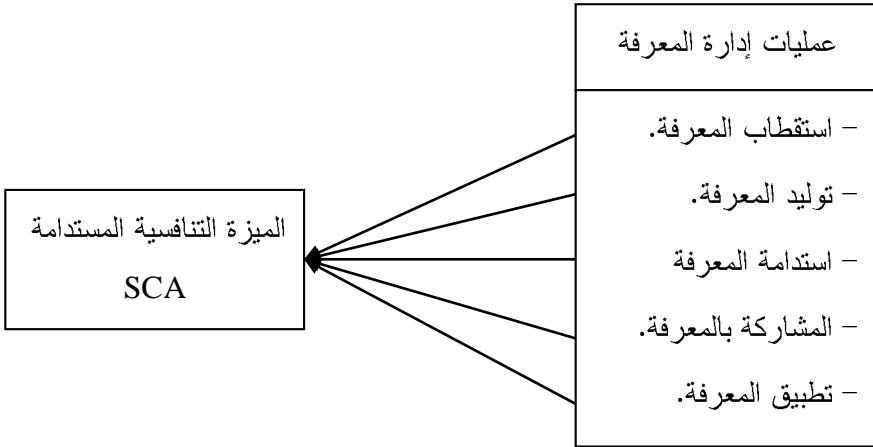 عمليات إدارة المعرفة
– استقطاب المعرفة.
– توليد المعرفة.
– استدامة المعرفة
– المشاركة بالمعرفة.
– تطبيق المعرفة.
الميزة التنافسية المستدامة
SCA